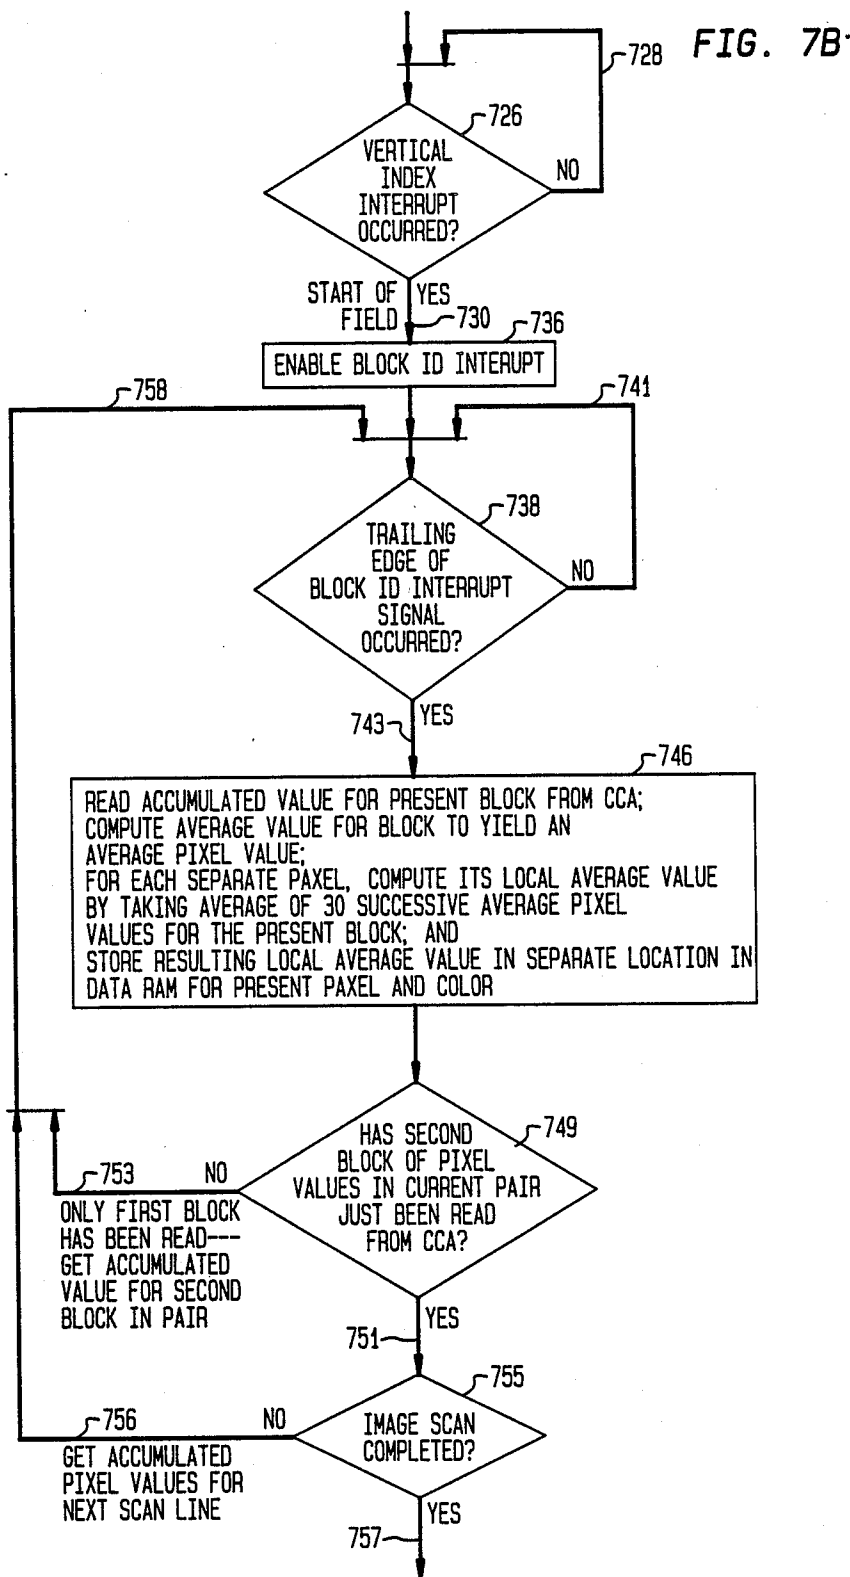 FIG. 7B
728
726
VERTICAL
INDEX
INTERRUPT
OCCURRED?
NO
START OF
FIELD
YES
730
736
ENABLE BLOCK ID INTERUPT
758
741
738
TRAILING
EDGE OF
BLOCK ID INTERRUPT
SIGNAL
OCCURRED?
NO
743
YES
746
READ ACCUMULATED VALUE FOR PRESENT BLOCK FROM CCA;
COMPUTE AVERAGE VALUE FOR BLOCK TO YIELD AN
AVERAGE PIXEL VALUE;
FOR EACH SEPARATE PAXEL, COMPUTE ITS LOCAL AVERAGE VALUE
BY TAKING AVERAGE OF 30 SUCCESSIVE AVERAGE PIXEL
VALUES FOR THE PRESENT BLOCK; AND
STORE RESULTING LOCAL AVERAGE VALUE IN SEPARATE LOCATION IN
DATA RAM FOR PRESENT PAXEL AND COLOR
749
HAS SECOND
BLOCK OF PIXEL
VALUES IN CURRENT PAIR
JUST BEEN READ
FROM CCA?
753
NO
ONLY FIRST BLOCK
HAS BEEN READ---
GET ACCUMULATED
VALUE FOR SECOND
BLOCK IN PAIR
751
YES
755
IMAGE SCAN
COMPLETED?
756
NO
GET ACCUMULATED
PIXEL VALUES FOR
NEXT SCAN LINE
YES
757